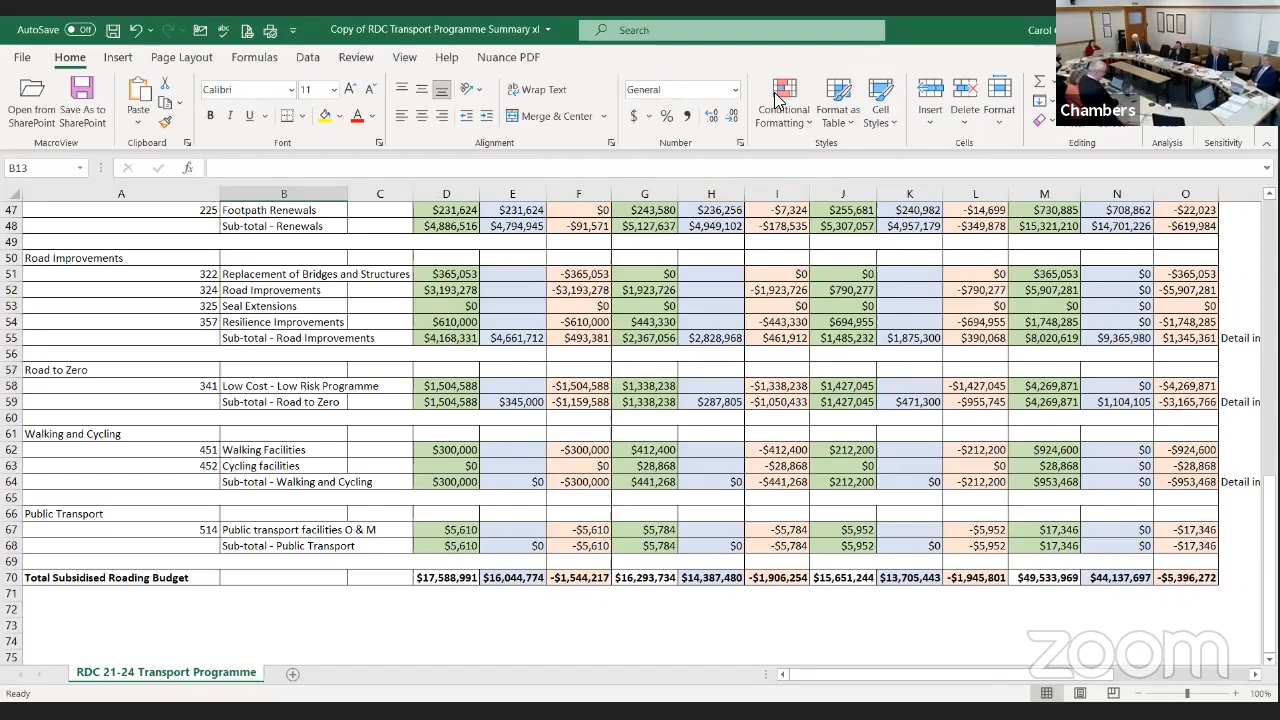 AutoSave Off Copy of RDC Transport Programme Summary xl Search Carol
File Home Insert Page Layout Formulas Data Review View Help Nuance PDF
Open from SharePoint Save As to SharePoint Paste Calibri 11 Wrap Text Merge & Center General Conditional Formatting Format as Table Cell Styles Insert Delete Format
MacroView Clipboard Font Alignment Number Styles Cells Editing Analysis Sensitivity
Chambers
B13 fx
A B C D E F G H I J K L M N O
47 225 Footpath Renewals $231,624 $231,624 $0 $243,580 $236,256 -$7,324 $255,681 $240,982 -$14,699 $730,885 $708,862 -$22,023
48 Sub-total - Renewals $4,886,516 $4,794,945 -$91,571 $5,127,637 $4,949,102 -$178,535 $5,307,057 $4,957,179 -$349,878 $15,321,210 $14,701,226 -$619,984
49
50 Road Improvements
51 322 Replacement of Bridges and Structures $365,053 -$365,053 $0 $0 $0 $0 $365,053 $0 -$365,053
52 324 Road Improvements $3,193,278 -$3,193,278 $1,923,726 -$1,923,726 $790,277 -$790,277 $5,907,281 $0 -$5,907,281
53 325 Seal Extensions $0 $0 $0 $0 $0 $0 $0 $0 $0
54 357 Resilience Improvements $610,000 -$610,000 $443,330 -$443,330 $694,955 -$694,955 $1,748,285 $0 -$1,748,285
55 Sub-total - Road Improvements $4,168,331 $4,661,712 $493,381 $2,367,056 $2,828,968 $461,912 $1,485,232 $1,875,300 $390,068 $8,020,619 $9,365,980 $1,345,361 Detail in
56
57 Road to Zero
58 341 Low Cost - Low Risk Programme $1,504,588 -$1,504,588 $1,338,238 -$1,338,238 $1,427,045 -$1,427,045 $4,269,871 $0 -$4,269,871
59 Sub-total - Road to Zero $1,504,588 $345,000 -$1,159,588 $1,338,238 $287,805 -$1,050,433 $1,427,045 $471,300 -$955,745 $4,269,871 $1,104,105 -$3,165,766 Detail in
60
61 Walking and Cycling
62 451 Walking Facilities $300,000 -$300,000 $412,400 -$412,400 $212,200 -$212,200 $924,600 $0 -$924,600
63 452 Cycling facilities $0 $0 $28,868 -$28,868 $0 $0 $28,868 $0 -$28,868
64 Sub-total - Walking and Cycling $300,000 $0 -$300,000 $441,268 $0 -$441,268 $212,200 $0 -$212,200 $953,468 $0 -$953,468 Detail in
65
66 Public Transport
67 514 Public transport facilities O & M $5,610 -$5,610 $5,784 -$5,784 $5,952 -$5,952 $17,346 $0 -$17,346
68 Sub-total - Public Transport $5,610 $0 -$5,610 $5,784 $0 -$5,784 $5,952 $0 -$5,952 $17,346 $0 -$17,346
69
70 Total Subsidised Roading Budget $17,588,991 $16,044,774 -$1,544,217 $16,293,734 $14,387,480 -$1,906,254 $15,651,244 $13,705,443 -$1,945,801 $49,533,969 $44,137,697 -$5,396,272
71
72
73
74
75
zoom
RDC 21-24 Transport Programme
Ready 100%